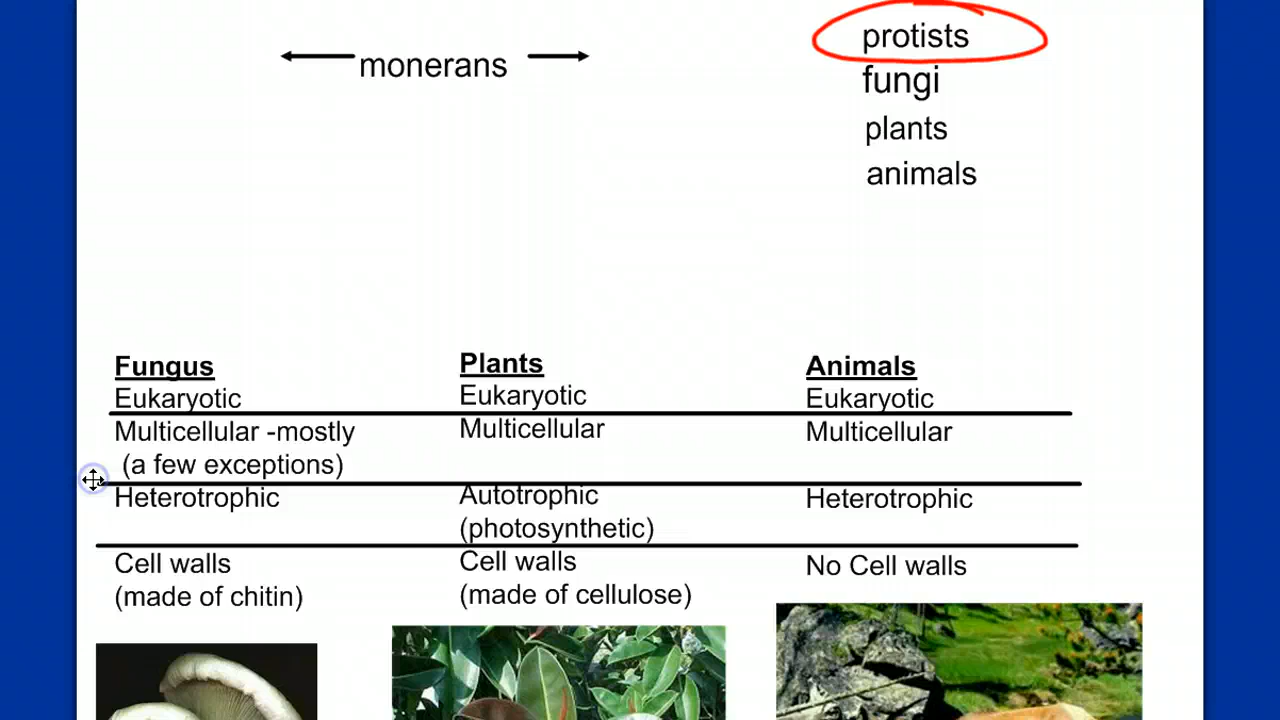 protists
monerans
fungi
plants
animals
Fungus
Eukaryotic
Multicellular -mostly
(a few exceptions)
Heterotrophic
Cell walls
(made of chitin)
Plants
Eukaryotic
Multicellular
Autotrophic
(photosynthetic)
Cell walls
(made of cellulose)
Animals
Eukaryotic
Multicellular
Heterotrophic
No Cell walls